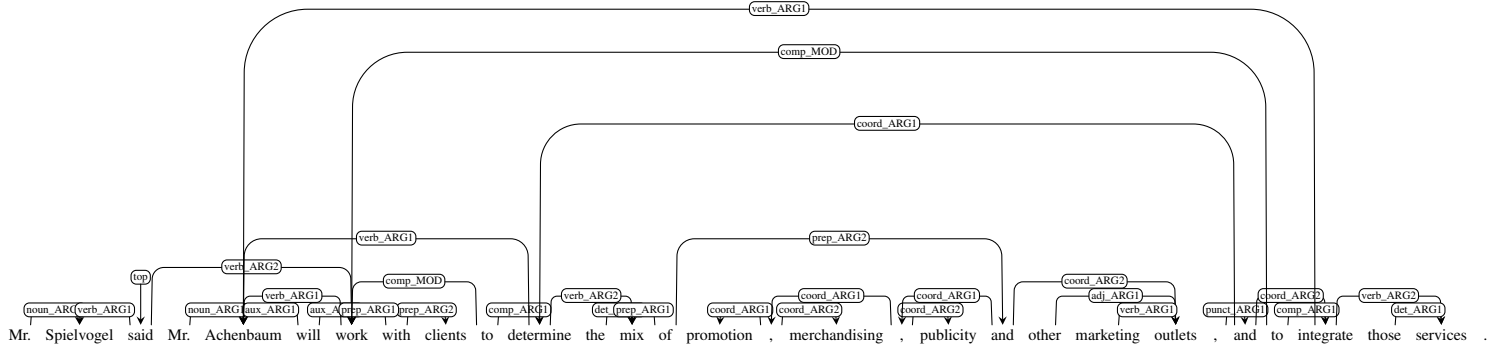 verb_ARG1
comp_MOD
coord_ARG1
verb_ARG1 prep_ARG2
verb_ARG2
top comp_MOD coord_ARG2
verb_ARG1 verb_ARG2 coord_ARG1 coord_ARG1 adj_ARG1 coord_ARG2 verb_ARG2
verb_ARG1 noun_ARG1 aux_ARG1 prep_ARG1 prep_ARG2 comp_ARG1 prep_ARG1 coord_ARG1 coord_ARG2 coord_ARG2 verb_ARG1 punct_ARG1 comp_ARG1 det_ARG1
Mr. Spielvogel said Mr. Achenbaum will work with clients to determine the mix of promotion , merchandising , publicity and other marketing outlets , and to integrate those services .